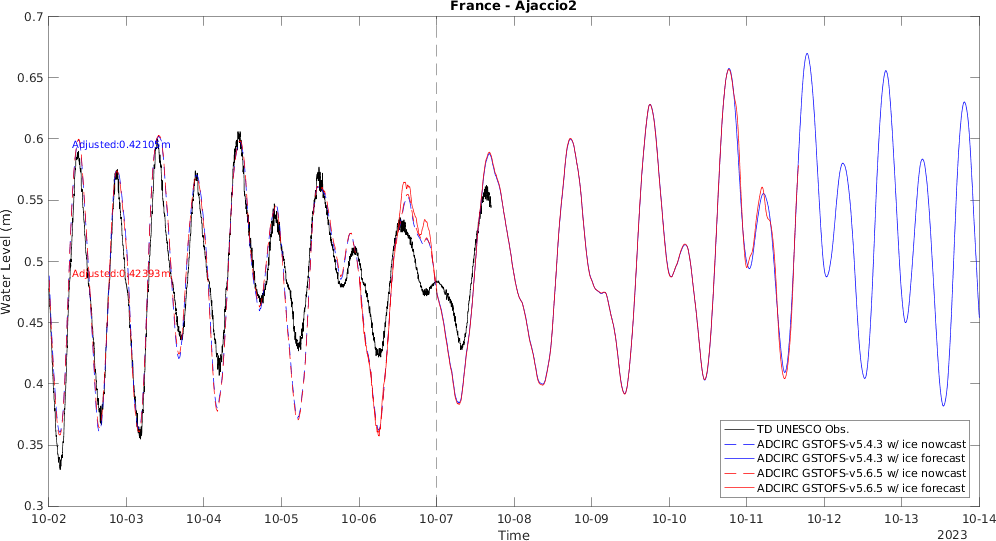 France - Ajaccio2
0.7
0.65
0.6
0.55
0.5
0.45
0.4
0.35
0.3
Water Level (m)
Adjusted:0.42105m
Adjusted:0.42393m
TD UNESCO Obs.
ADCIRC GSTOFS-v5.4.3 w/ ice nowcast
ADCIRC GSTOFS-v5.4.3 w/ ice forecast
ADCIRC GSTOFS-v5.6.5 w/ ice nowcast
ADCIRC GSTOFS-v5.6.5 w/ ice forecast
10-02 10-03 10-04 10-05 10-06 10-07 10-08 10-09 10-10 10-11 10-12 10-13 10-14
Time
2023